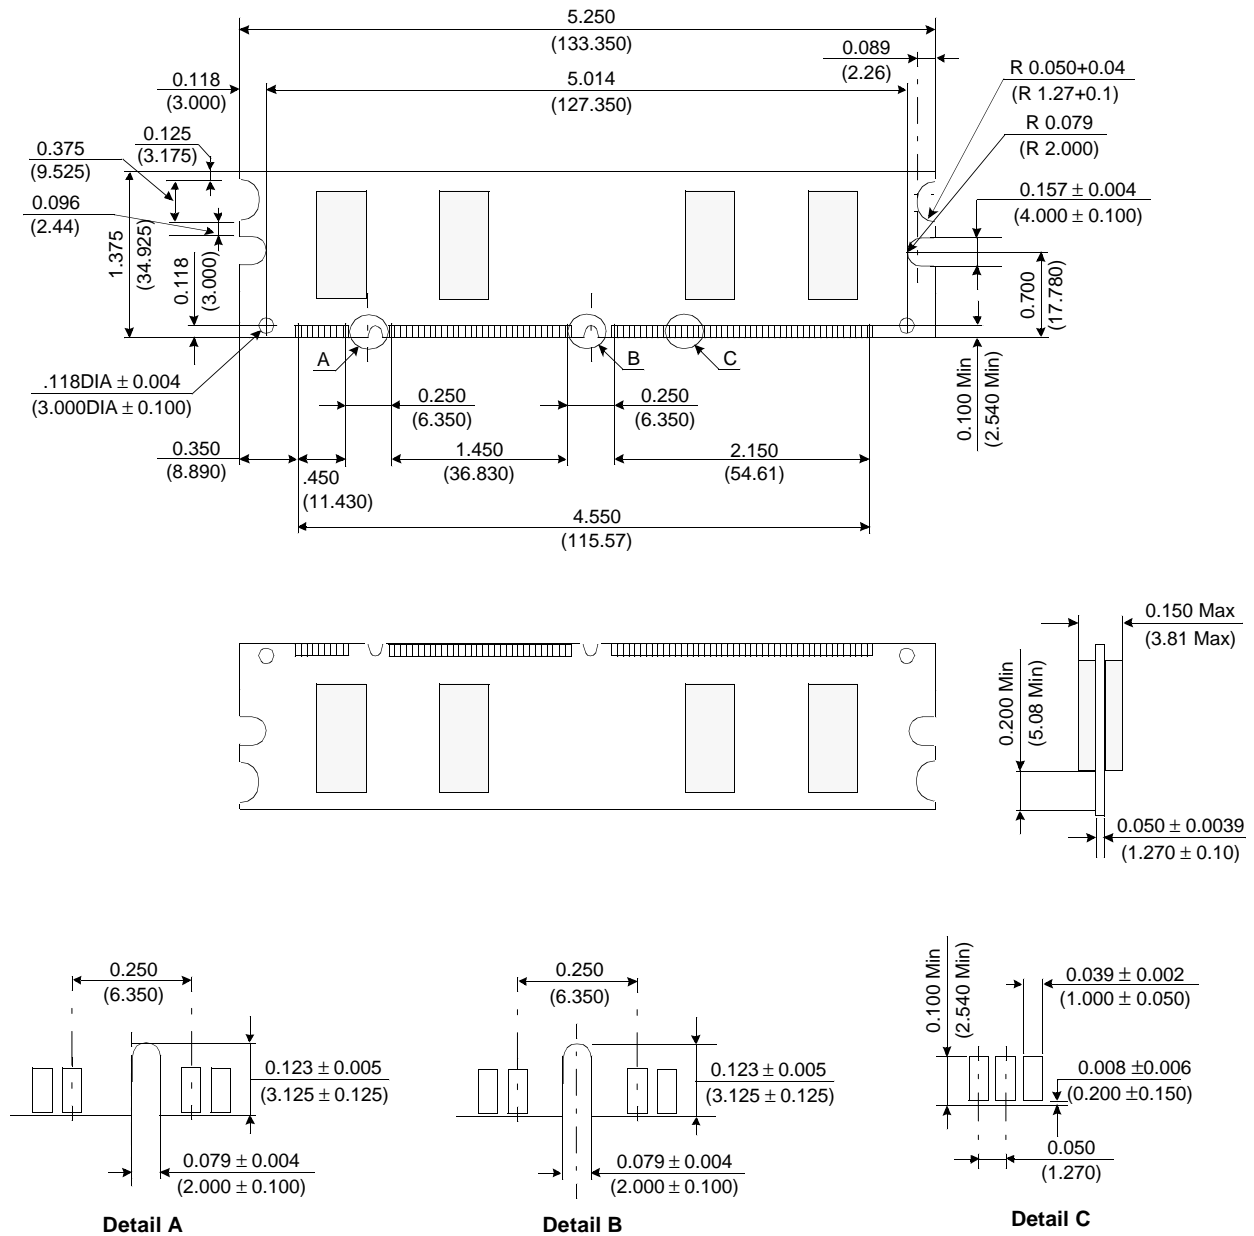 5.250
(133.350)
0.089
(2.26)
R 0.050+0.04
(R 1.27+0.1)
0.118
(3.000)
5.014
(127.350)
R 0.079
(R 2.000)
0.125
(3.175)
0.375
(9.525)
0.157 ± 0.004
(4.000 ± 0.100)
0.096
(2.44)
1.375
(34.925)
0.118
(3.000)
0.700
(17.780)
A
B
C
.118DIA ± 0.004
(3.000DIA ± 0.100)
0.250
(6.350)
0.250
(6.350)
0.100 Min
(2.540 Min)
0.350
(8.890)
.450
(11.430)
1.450
(36.830)
2.150
(54.61)
4.550
(115.57)
0.150 Max
(3.81 Max)
0.200 Min
(5.08 Min)
0.050 ± 0.0039
(1.270 ± 0.10)
0.250
(6.350)
0.123 ± 0.005
(3.125 ± 0.125)
0.079 ± 0.004
(2.000 ± 0.100)
Detail A
0.250
(6.350)
0.123 ± 0.005
(3.125 ± 0.125)
0.079 ± 0.004
(2.000 ± 0.100)
Detail B
0.100 Min
(2.540 Min)
0.039 ± 0.002
(1.000 ± 0.050)
0.008 ±0.006
(0.200 ±0.150)
0.050
(1.270)
Detail C